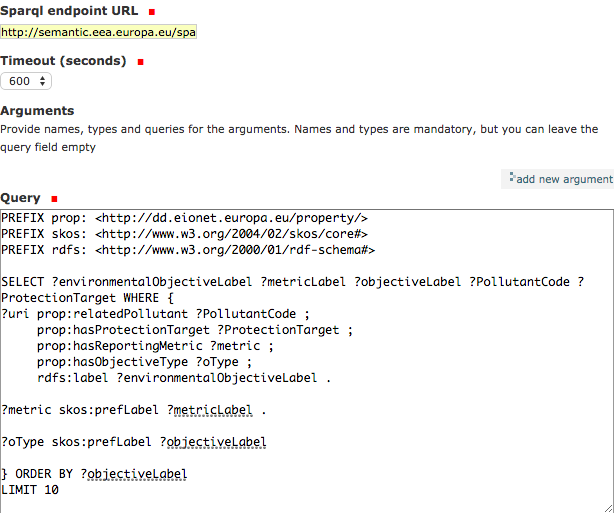 Sparql endpoint URL
http://semantic.eea.europa.eu/spa
Timeout (seconds)
600
Arguments
Provide names, types and queries for the arguments. Names and types are mandatory, but you can leave the
query field empty
add new argument
Query
PREFIX prop: <http://dd.eionet.europa.eu/property/>
PREFIX skos: <http://www.w3.org/2004/02/skos/core#>
PREFIX rdfs: <http://www.w3.org/2000/01/rdf-schema#>
SELECT ?environmentalObjectiveLabel ?metricLabel ?objectiveLabel ?PollutantCode ?
ProtectionTarget WHERE {
?uri prop:relatedPollutant ?PollutantCode ;
prop:hasProtectionTarget ?ProtectionTarget ;
prop:hasReportingMetric ?metric ;
prop:hasObjectiveType ?oType ;
rdfs:label ?environmentalObjectiveLabel .
?metric skos:prefLabel ?metricLabel .
?oType skos:prefLabel ?objectiveLabel
} ORDER BY ?objectiveLabel
LIMIT 10